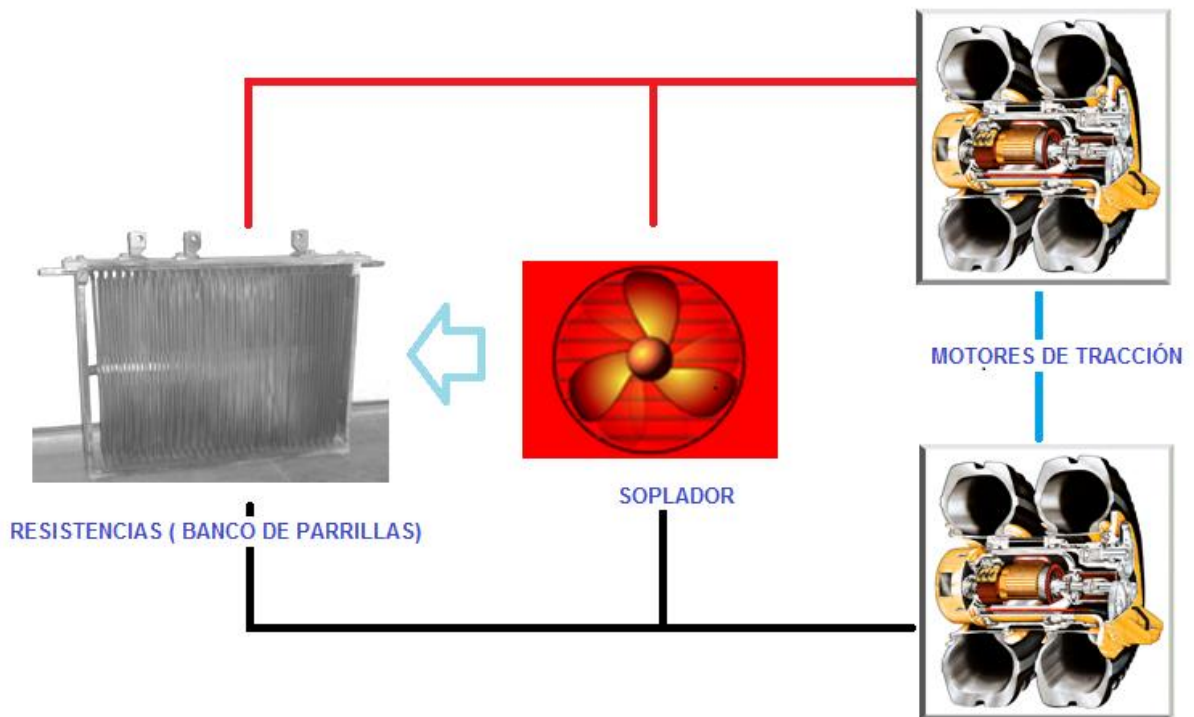 MOTORES DE TRACCIÓN
SOPLADOR
RESISTENCIAS ( BANCO DE PARRILLAS)